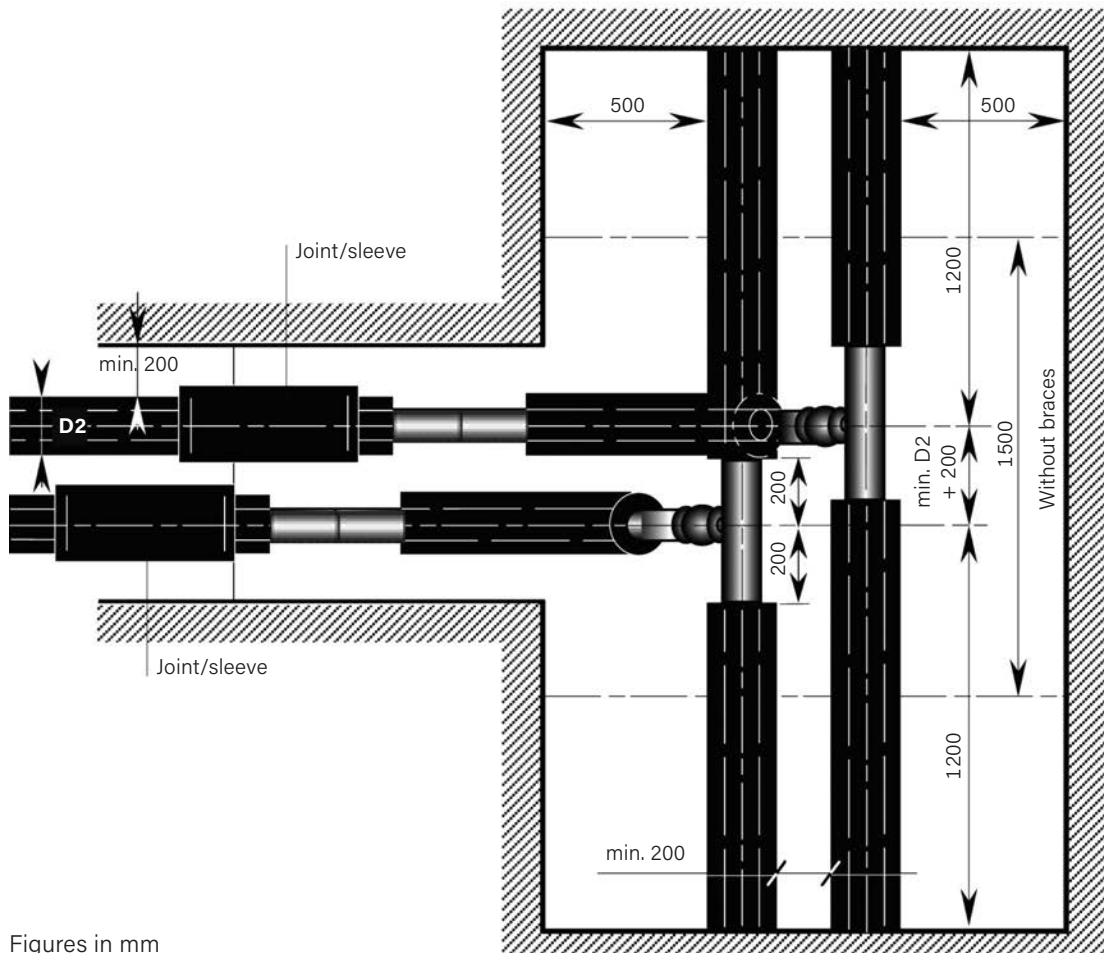 500
500
1200
Joint/sleeve
min. 200
D2
min. D2
+ 200
1500
Without braces
200
200
Joint/sleeve
1200
min. 200
Figures in mm